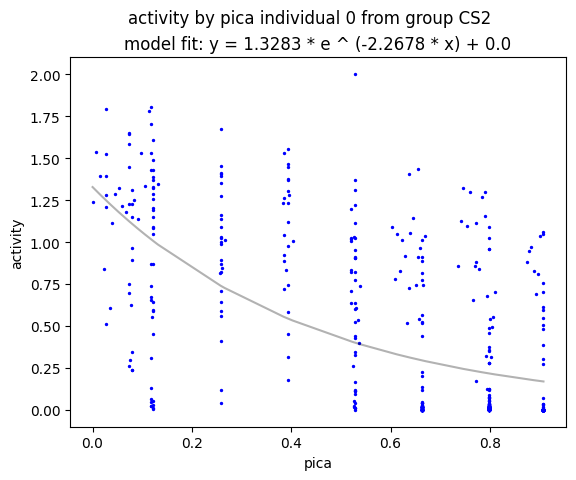 activity by pica individual 0 from group CS2
model fit: y = 1.3283 * e ^ (-2.2678 * x) + 0.0
2.00
1.75
1.50
1.25
1.00
0.75
0.50
0.25
0.00
activity
0.0 0.2 0.4 0.6 0.8
pica